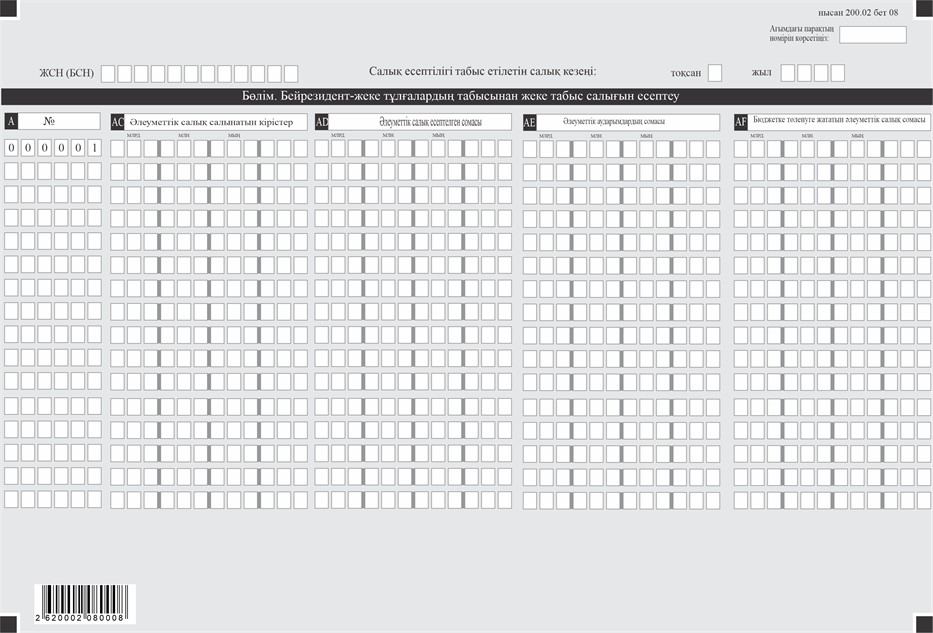 нысан 200.02 бет 08
Ағымдағы парақтың
нөмірін көрсетіңіз:
ЖСН (БСН) Салық есептілігі табыс етілетін салық кезеңі: тоқсан жыл
Бөлім. Бейрезидент-жеке тұлғалардың табысынан жеке табыс салығын есептеу
A № AC Әлеуметтік салық салынатын кірістер AD Әлеуметтік салық есептелген сомасы AE Әлеуметтік аударымдардың сомасы AF Бюджетке төленуге жататын әлеуметтік салық сомасы
МЛРД МЛН МЫҢ МЛРД МЛН МЫҢ МЛРД МЛН МЫҢ МЛРД МЛН МЫҢ
0 0 0 0 0 1
2 620002 080008